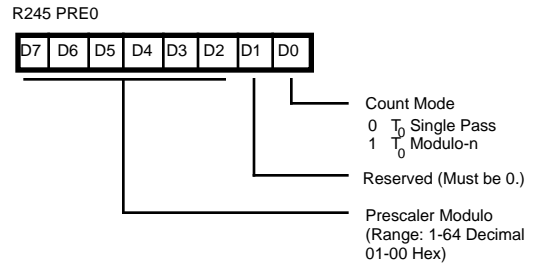 R245 PRE0
D7 D6 D5 D4 D3 D2 D1 D0
Count Mode
0 T0 Single Pass
1 T0 Modulo-n
Reserved (Must be 0.)
Prescaler Modulo
(Range: 1-64 Decimal
01-00 Hex)